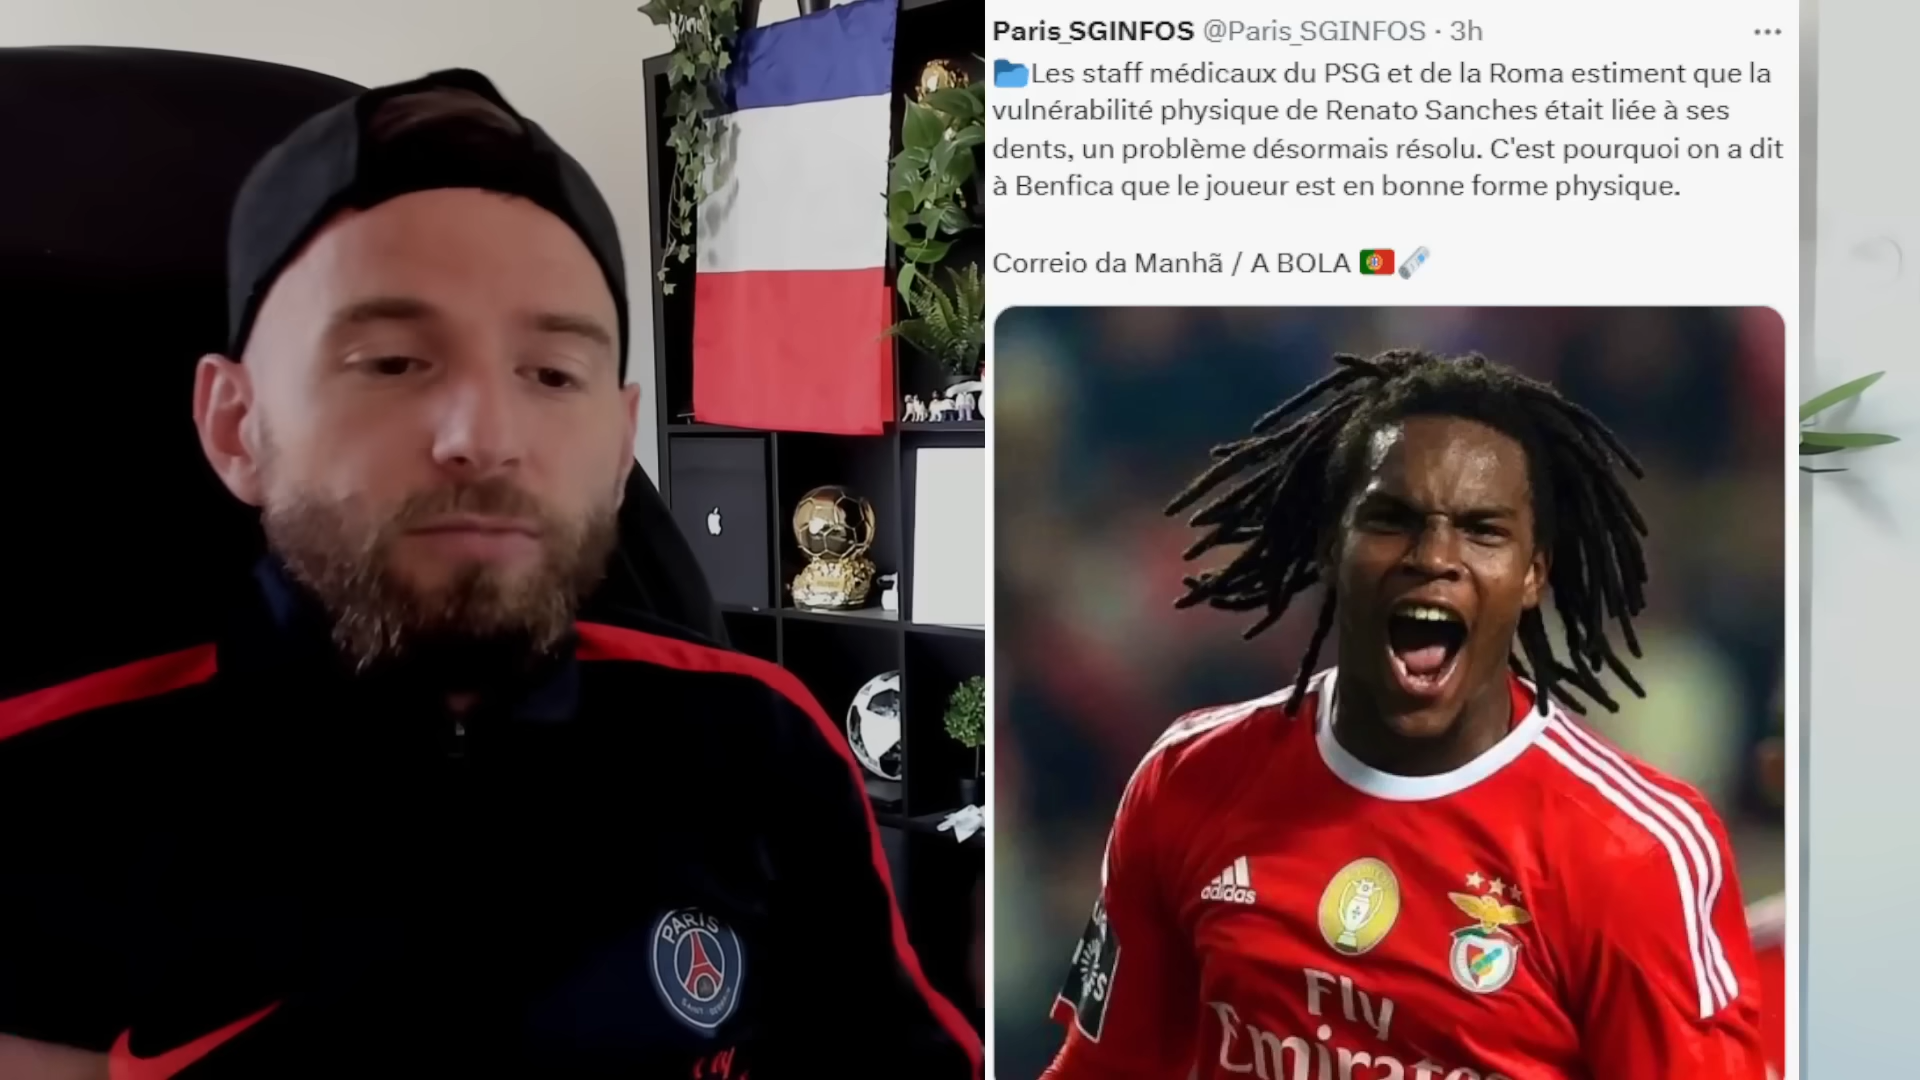 Paris_SGINFOS @Paris_SGINFOS · 3h
Les staff médicaux du PSG et de la Roma estiment que la
vulnérabilité physique de Renato Sanches était liée à ses
dents, un problème désormais résolu. C'est pourquoi on a dit
à Benfica que le joueur est en bonne forme physique.
Correio da Manhã / A BOLA
adidas
Fly
Emirates
PARIS
SAINT-GERMAIN